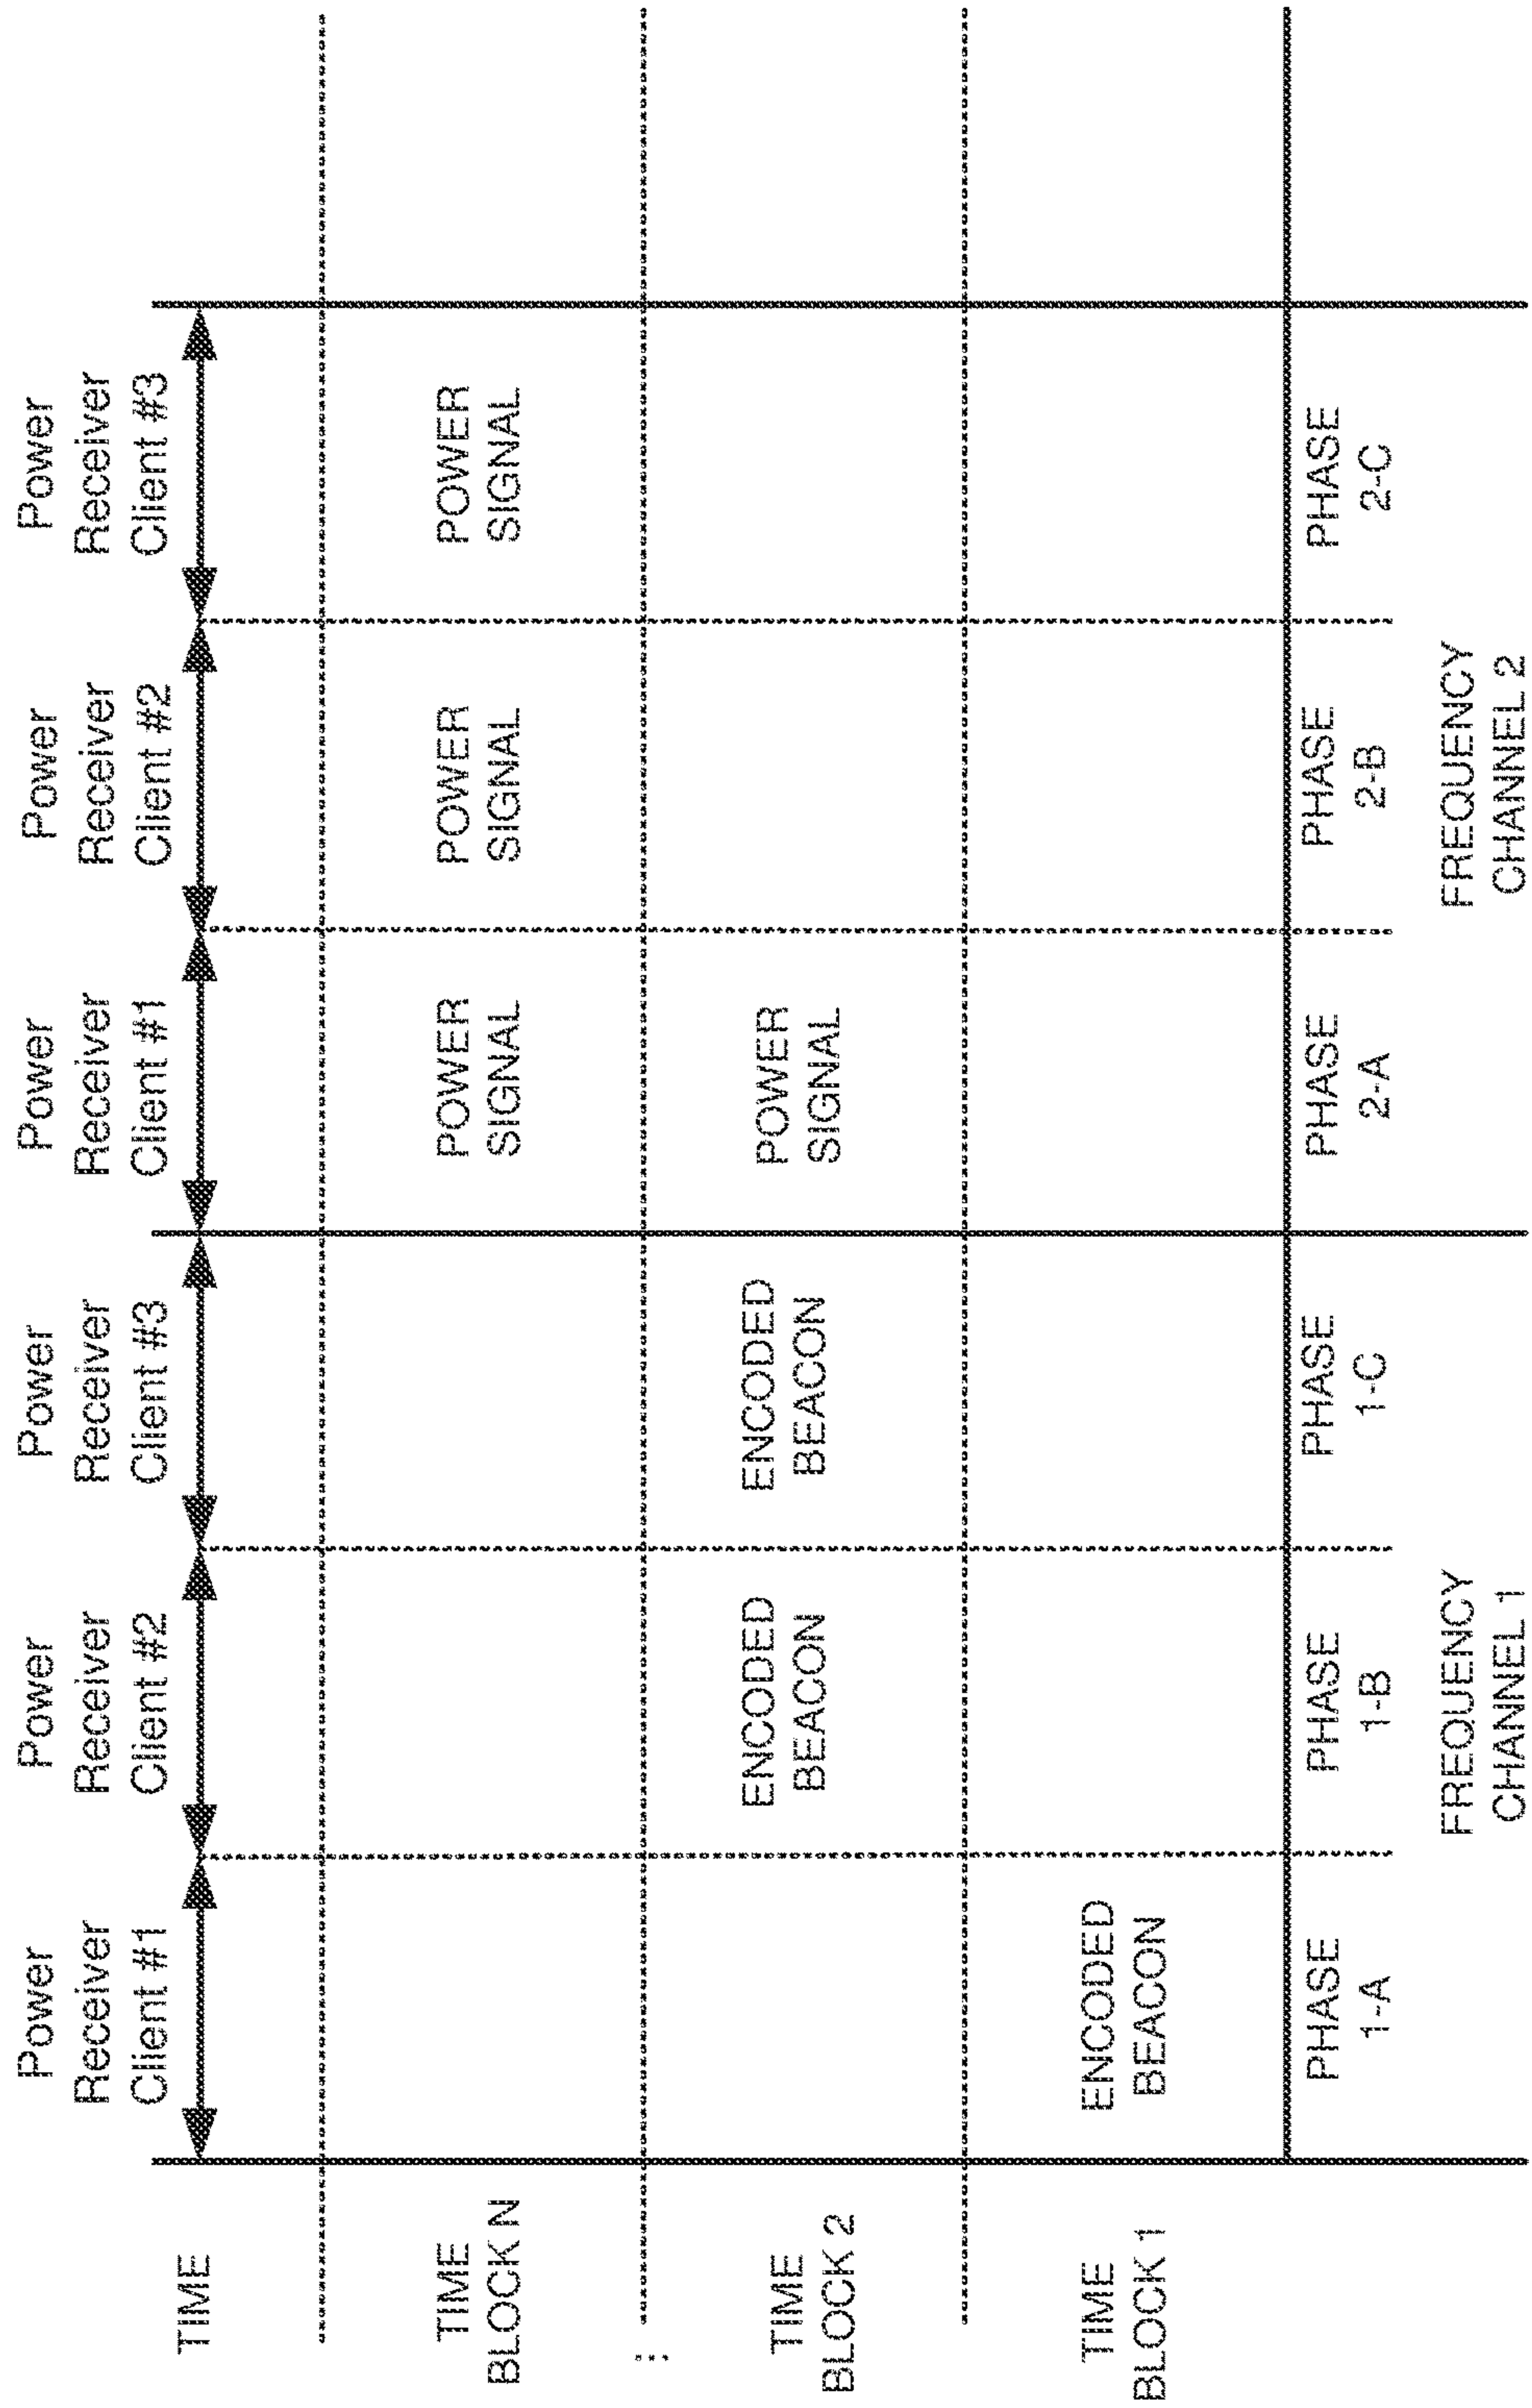 Power
Receiver
Client #1
Power
Receiver
Client #2
Power
Receiver
Client #3
Power
Receiver
Client #1
Power
Receiver
Client #2
Power
Receiver
Client #3
TIME
TIME
BLOCK N
POWER
SIGNAL
POWER
SIGNAL
POWER
SIGNAL
...
TIME
BLOCK 2
ENCODED
BEACON
ENCODED
BEACON
POWER
SIGNAL
TIME
BLOCK 1
ENCODED
BEACON
PHASE
1-A
PHASE
1-B
PHASE
1-C
PHASE
2-A
PHASE
2-B
PHASE
2-C
FREQUENCY
CHANNEL 1
FREQUENCY
CHANNEL 2